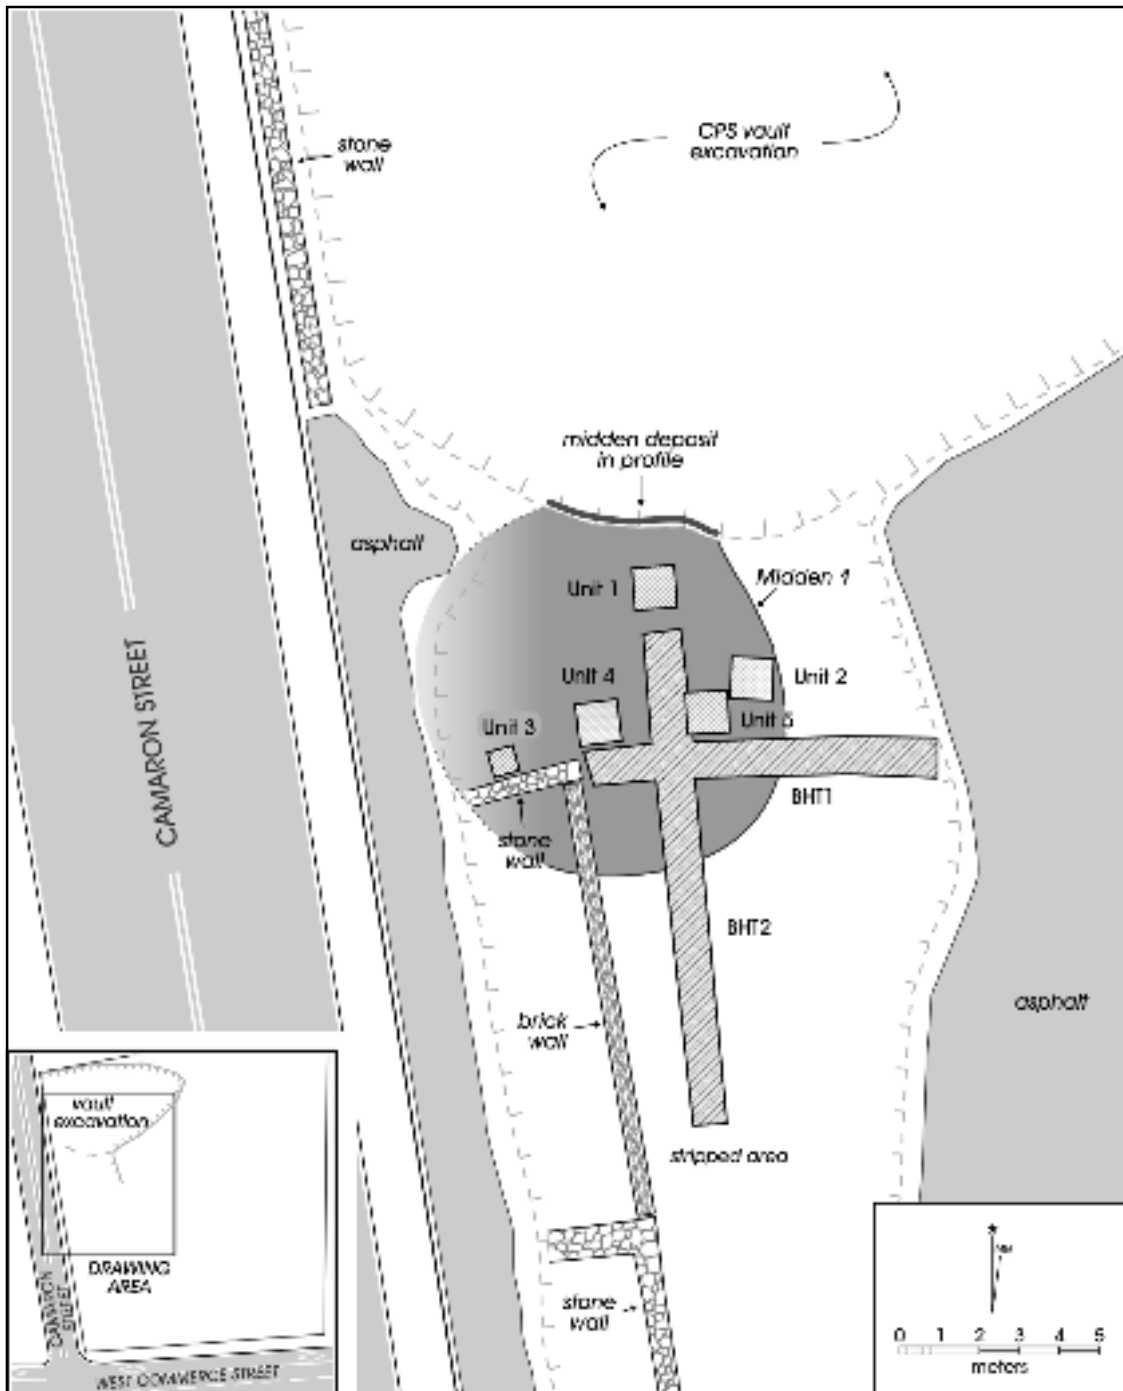 stone
wall
CPS vault
excavation
midden deposit
in profile
asphalt
Midden 1
Unit 1
Unit 4
Unit 2
Unit 3
Unit 5
CAMARON STREET
BHT1
stone
wall
BHT2
brick
wall
asphalt
stripped area
vault
excavation
DRAWING
AREA
CAMARON
STREET
WEST COMMERCE STREET
stone
wall
MN
0 1 2 3 4 5
meters